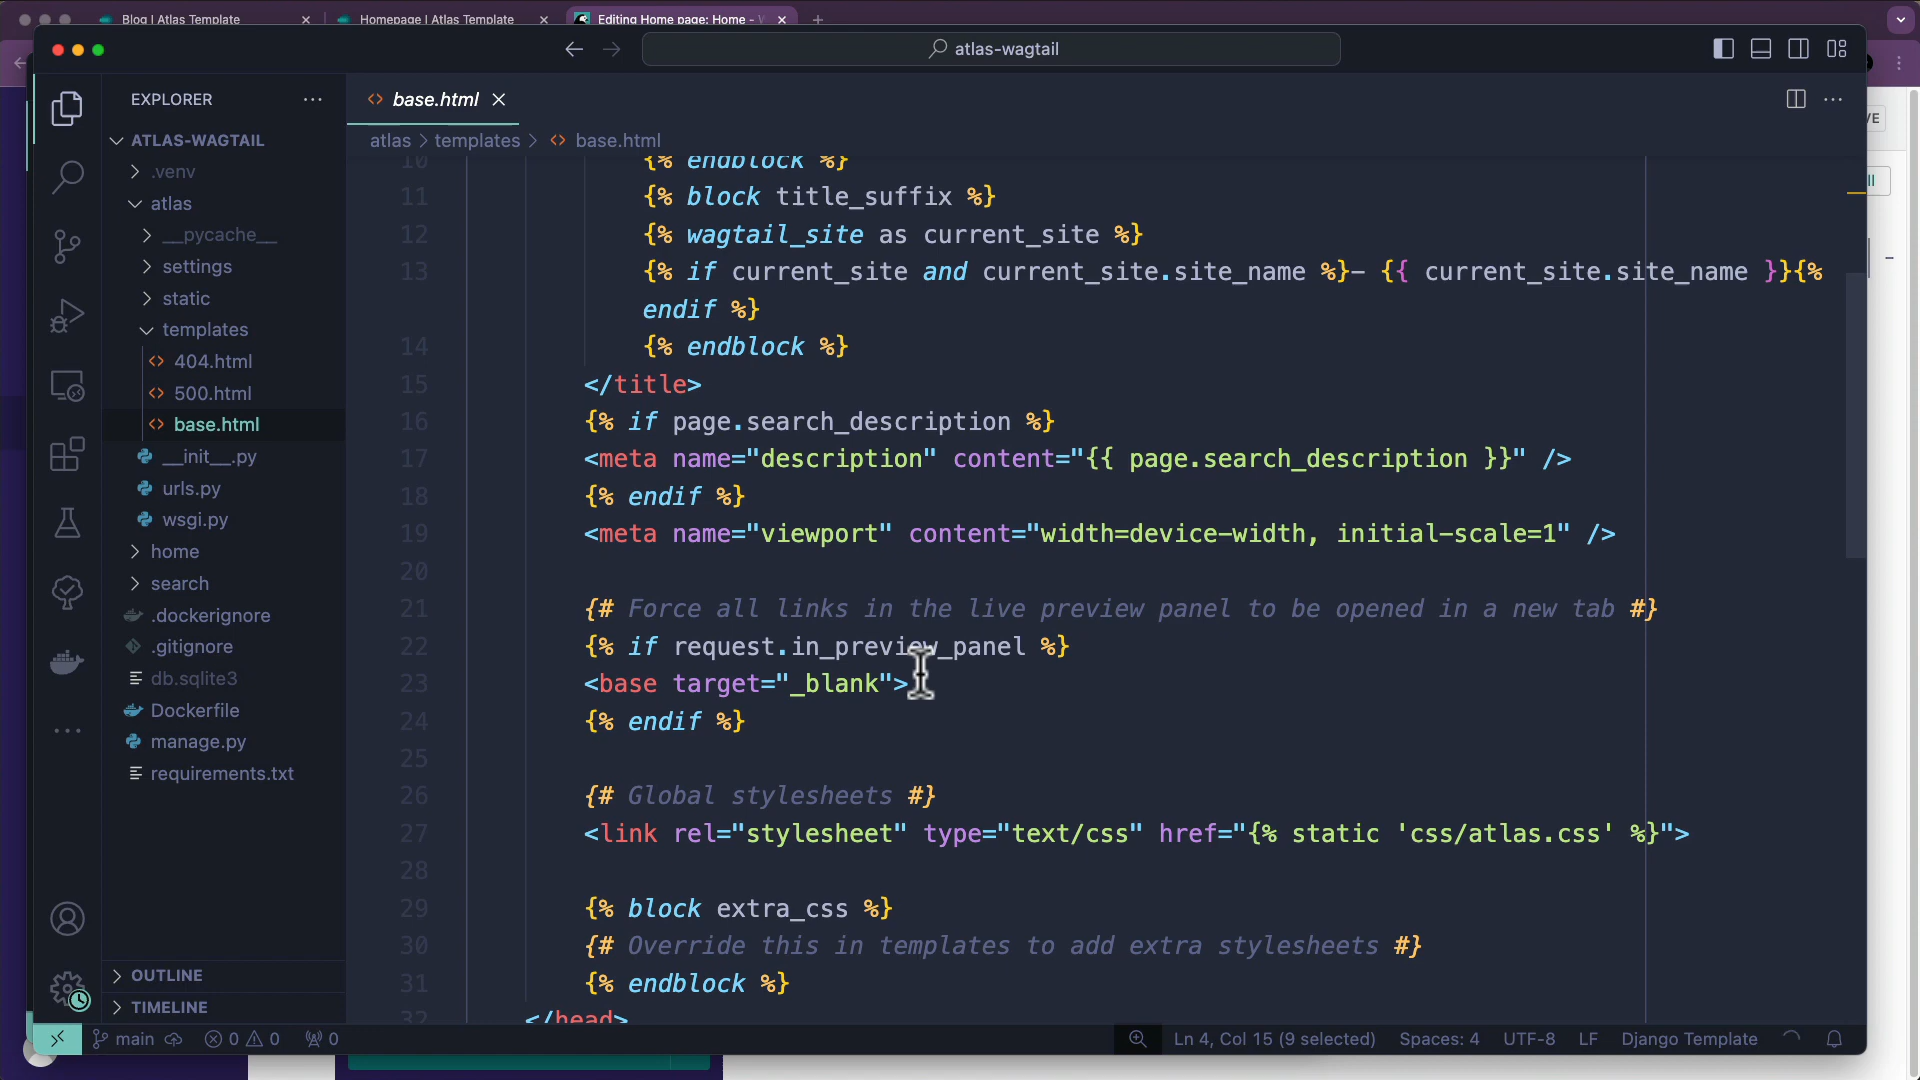 Blog | Atlas Template
Homepage | Atlas Template
Editing Home page: Home -
atlas-wagtail
EXPLORER
base.html
VE
ATLAS-WAGTAIL
atlas > templates > base.html
.venv
atlas
__pycache__
settings
static
templates
404.html
500.html
base.html
__init__.py
urls.py
wsgi.py
home
search
.dockerignore
.gitignore
db.sqlite3
Dockerfile
manage.py
requirements.txt
OUTLINE
TIMELINE
10 {% endblock %}
11 {% block title_suffix %}
12 {% wagtail_site as current_site %}
13 {% if current_site and current_site.site_name %}- {{ current_site.site_name }}{%
endif %}
14 {% endblock %}
15 </title>
16 {% if page.search_description %}
17 <meta name="description" content="{{ page.search_description }}" />
18 {% endif %}
19 <meta name="viewport" content="width=device-width, initial-scale=1" />
20
21 {# Force all links in the live preview panel to be opened in a new tab #}
22 {% if request.in_preview_panel %}
23 <base target="_blank">
24 {% endif %}
25
26 {# Global stylesheets #}
27 <link rel="stylesheet" type="text/css" href="{% static 'css/atlas.css' %}">
28
29 {% block extra_css %}
30 {# Override this in templates to add extra stylesheets #}
31 {% endblock %}
32 </head>
main 0 0 0 Ln 4, Col 15 (9 selected) Spaces: 4 UTF-8 LF Django Template